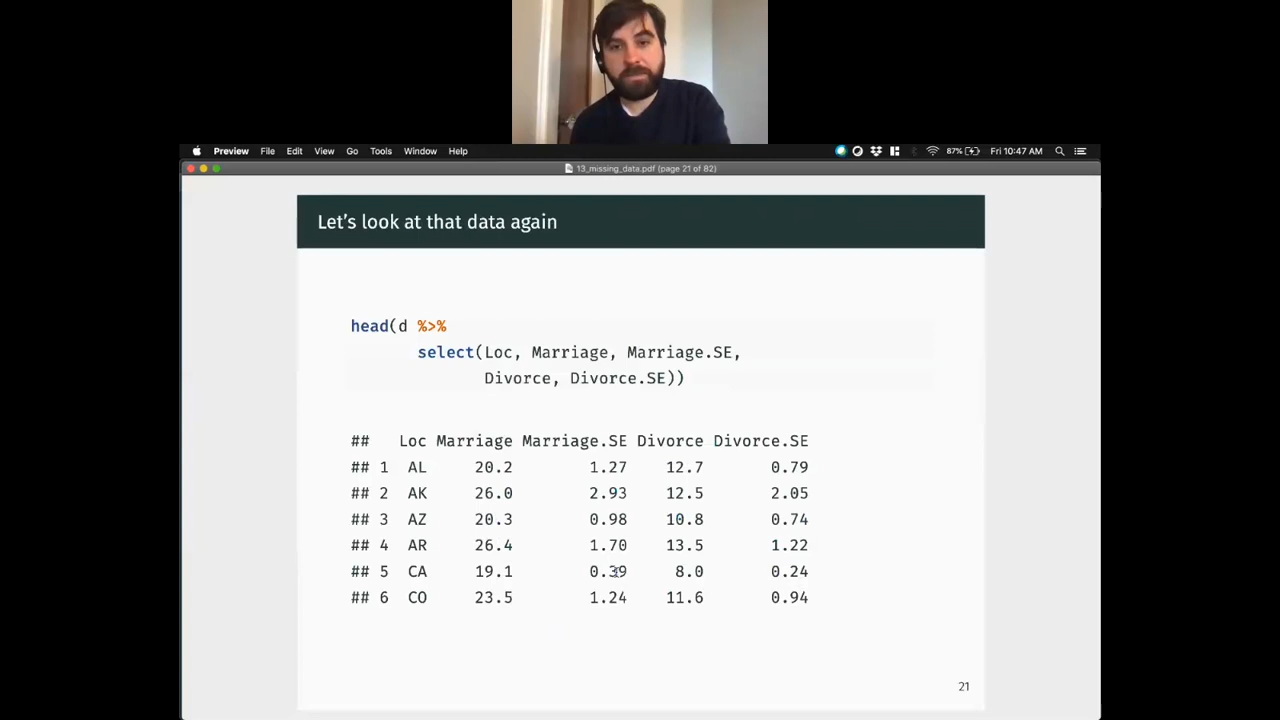 Preview File Edit View Go Tools Window Help 87% Fri 10:47 AM
13_missing_data.pdf (page 21 of 82)
Let's look at that data again
head(d %>%
select(Loc, Marriage, Marriage.SE,
Divorce, Divorce.SE))
## Loc Marriage Marriage.SE Divorce Divorce.SE
## 1 AL 20.2 1.27 12.7 0.79
## 2 AK 26.0 2.93 12.5 2.05
## 3 AZ 20.3 0.98 10.8 0.74
## 4 AR 26.4 1.70 13.5 1.22
## 5 CA 19.1 0.39 8.0 0.24
## 6 CO 23.5 1.24 11.6 0.94
21